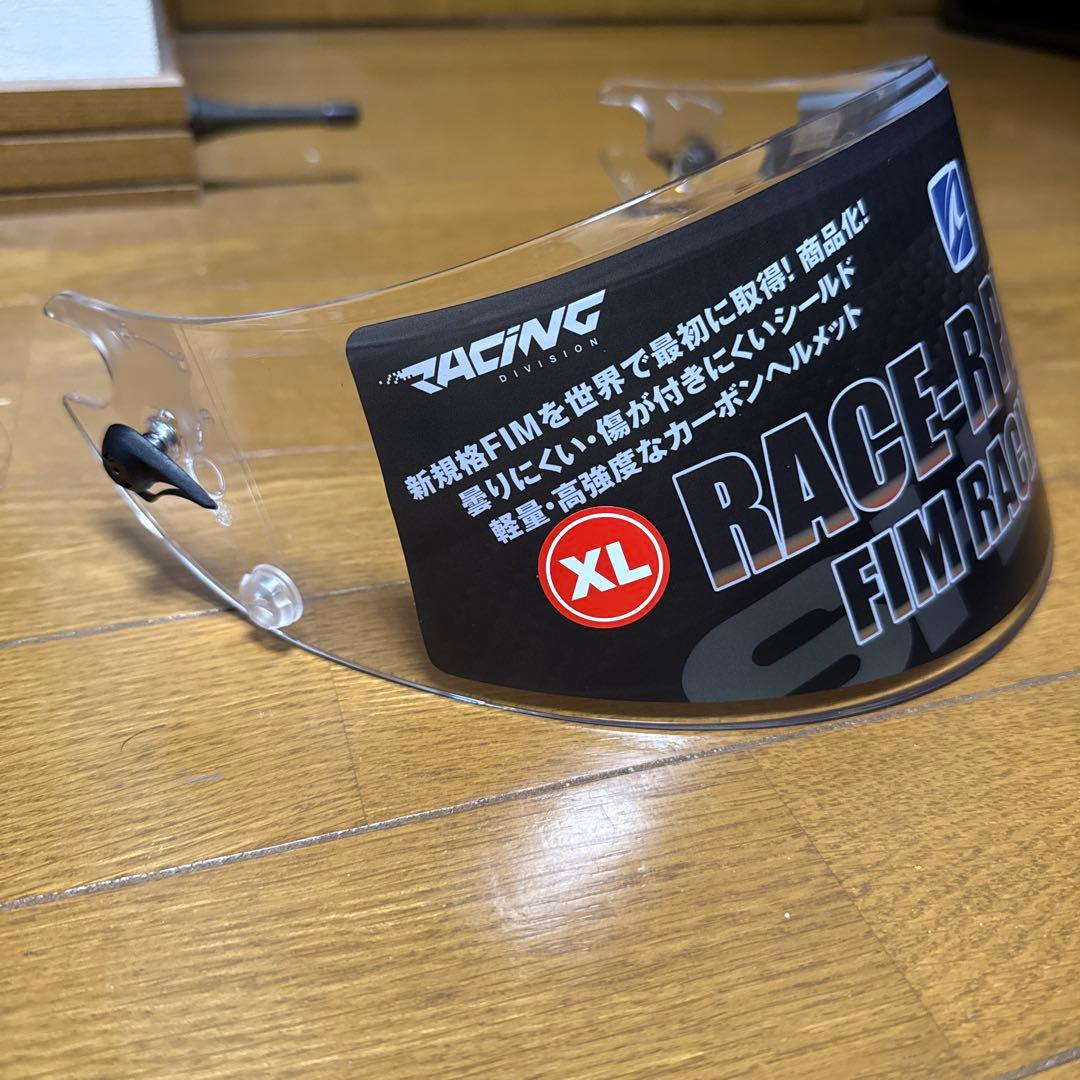 RACING
DIVISION
新規格FIMを世界で最初に取得! 商品化!
曇りにくい・傷が付きにくいシールド
軽量・高強度なカーボンヘルメット
XL
RACE-R
FIM RAC